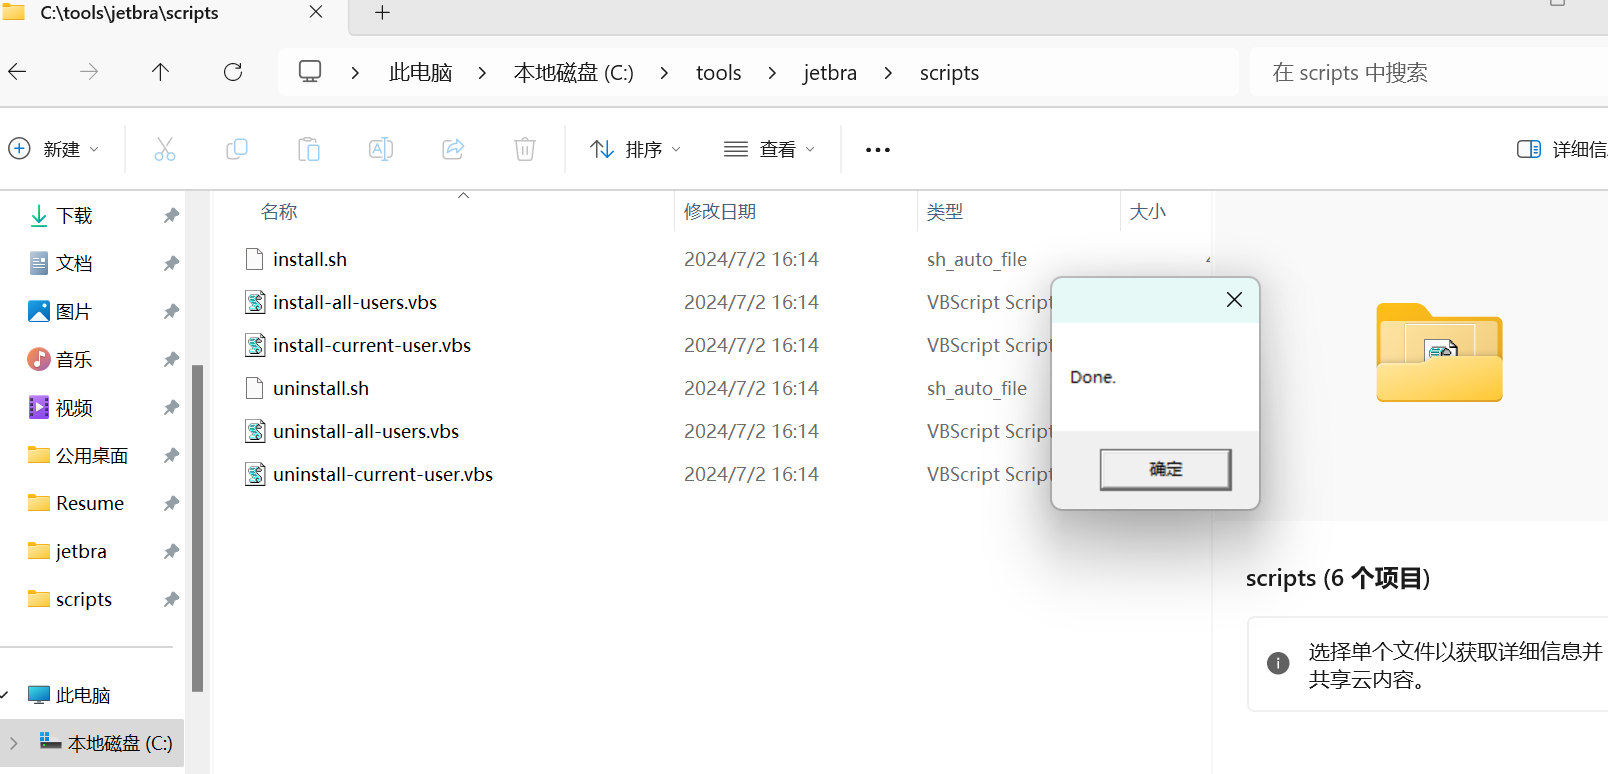 C:\tools\jetbra\scripts
此电脑 本地磁盘 (C:) tools jetbra scripts
在 scripts 中搜索
新建 排序 查看 详细信
名称 修改日期 类型 大小
install.sh 2024/7/2 16:14 sh_auto_file
install-all-users.vbs 2024/7/2 16:14 VBScript Script
install-current-user.vbs 2024/7/2 16:14 VBScript Script
uninstall.sh 2024/7/2 16:14 sh_auto_file
uninstall-all-users.vbs 2024/7/2 16:14 VBScript Script
uninstall-current-user.vbs 2024/7/2 16:14 VBScript Script
下载
文档
图片
音乐
视频
公用桌面
Resume
jetbra
scripts
此电脑
本地磁盘 (C:)
Done.
确定
scripts (6 个项目)
选择单个文件以获取详细信息并
共享云内容。